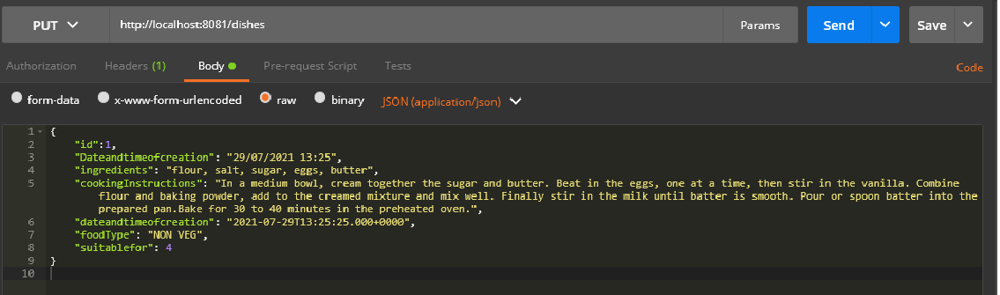 PUT http://localhost:8081/dishes Params Send Save
Authorization Headers (1) Body Pre-request Script Tests Code
form-data x-www-form-urlencoded raw binary JSON (application/json)
1 {
2 "id":1,
3 "Dateandtimeofcreation": "29/07/2021 13:25",
4 "ingredients": "flour, salt, sugar, eggs, butter",
5 "cookingInstructions": "In a medium bowl, cream together the sugar and butter. Beat in the eggs, one at a time, then stir in the vanilla. Combine
flour and baking powder, add to the creamed mixture and mix well. Finally stir in the milk until batter is smooth. Pour or spoon batter into the
prepared pan.Bake for 30 to 40 minutes in the preheated oven.",
6 "dateandtimeofcreation": "2021-07-29T13:25:25.000+0000",
7 "foodType": "NON VEG",
8 "suitablefor": 4
9 }
10